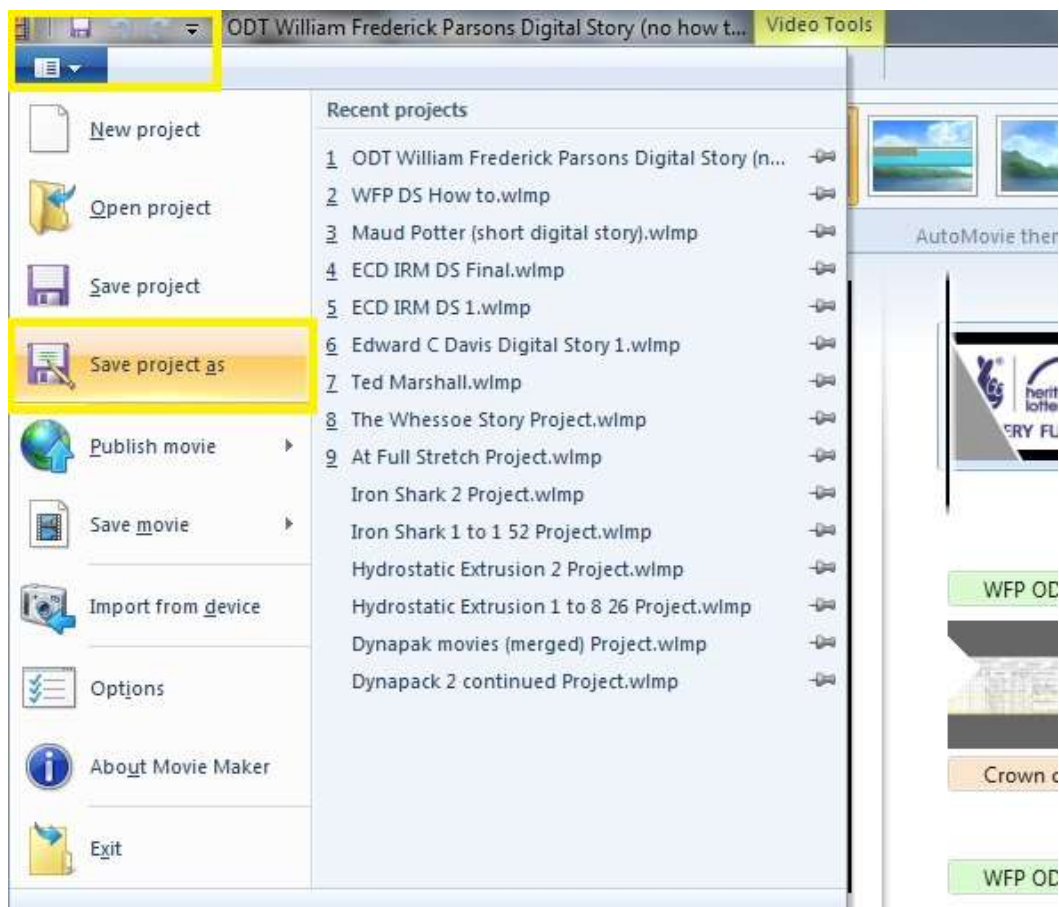 ODT William Frederick Parsons Digital Story (no how t...
Video Tools
New project
Open project
Save project
Save project as
Publish movie
Save movie
Import from device
Options
About Movie Maker
Exit
Recent projects
1 ODT William Frederick Parsons Digital Story (n...
2 WFP DS How to.wlmp
3 Maud Potter (short digital story).wlmp
4 ECD IRM DS Final.wlmp
5 ECD IRM DS 1.wlmp
6 Edward C Davis Digital Story 1.wlmp
7 Ted Marshall.wlmp
8 The Whessoe Story Project.wlmp
9 At Full Stretch Project.wlmp
Iron Shark 2 Project.wlmp
Iron Shark 1 to 1 52 Project.wlmp
Hydrostatic Extrusion 2 Project.wlmp
Hydrostatic Extrusion 1 to 8 26 Project.wlmp
Dynapak movies (merged) Project.wlmp
Dynapack 2 continued Project.wlmp
AutoMovie ther
herit
lotte
ERY FU
WFP OD
Crown c
WFP OD